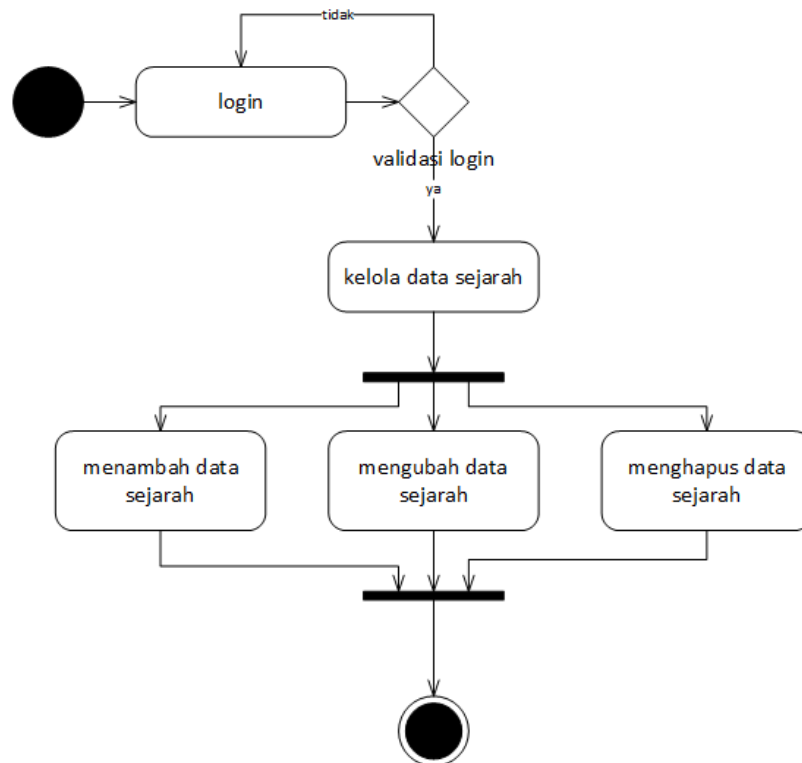 tidak
login
validasi login
ya
kelola data sejarah
menambah data
sejarah
mengubah data
sejarah
menghapus data
sejarah